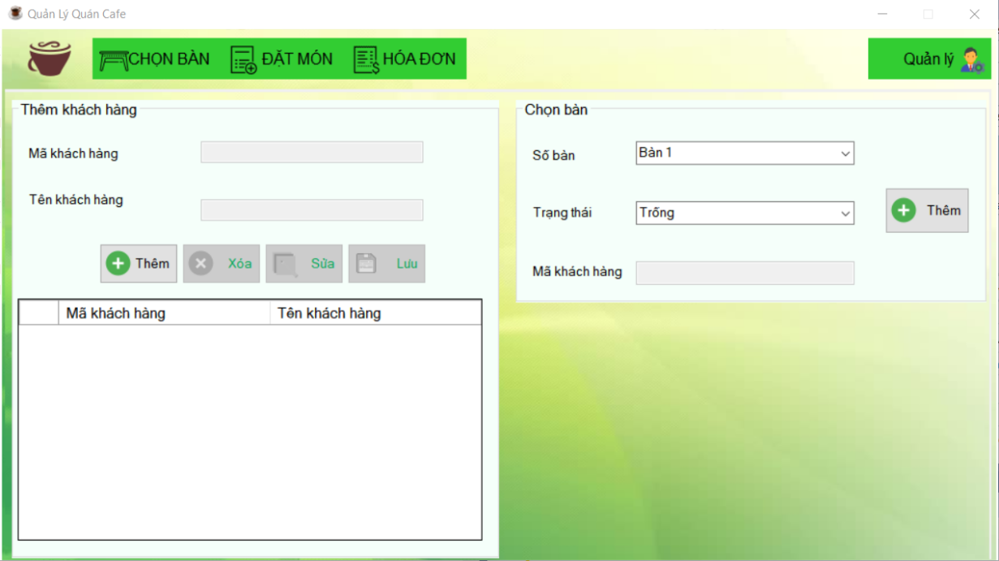 Quản Lý Quán Cafe
CHỌN BÀN ĐẶT MÓN HÓA ĐƠN
Quản lý
Thêm khách hàng
Mã khách hàng
Tên khách hàng
Thêm Xóa Sửa Lưu
Mã khách hàng Tên khách hàng
Chọn bàn
Số bàn Bàn 1
Trạng thái Trống
Thêm
Mã khách hàng